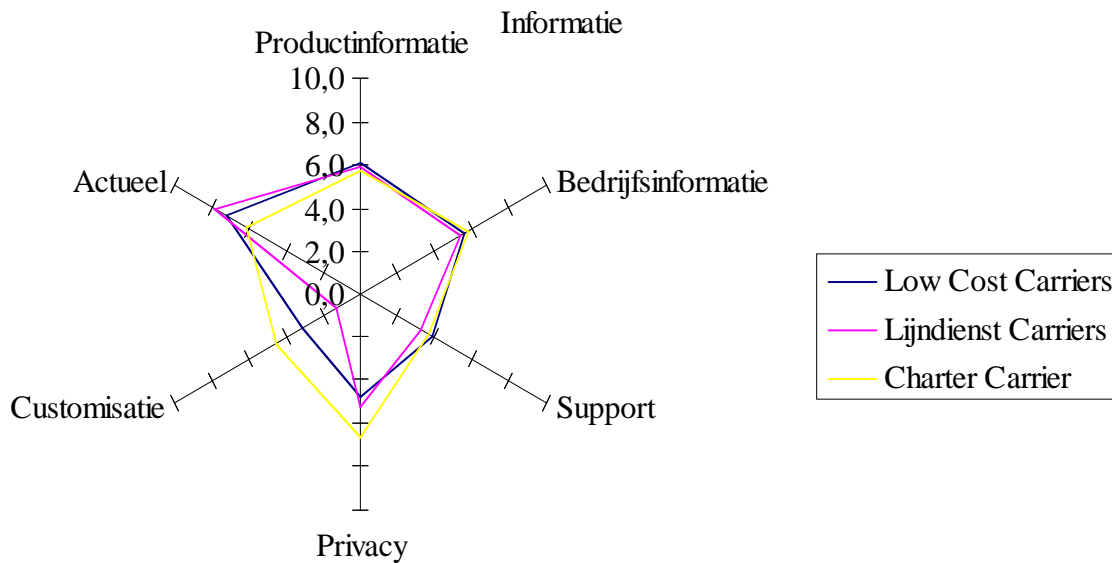 Informatie
Productinformatie
10,0
8,0
6,0
4,0
2,0
0,0
Actueel
Bedrijfsinformatie
Customisatie
Support
Privacy
Low Cost Carriers
Lijndienst Carriers
Charter Carrier